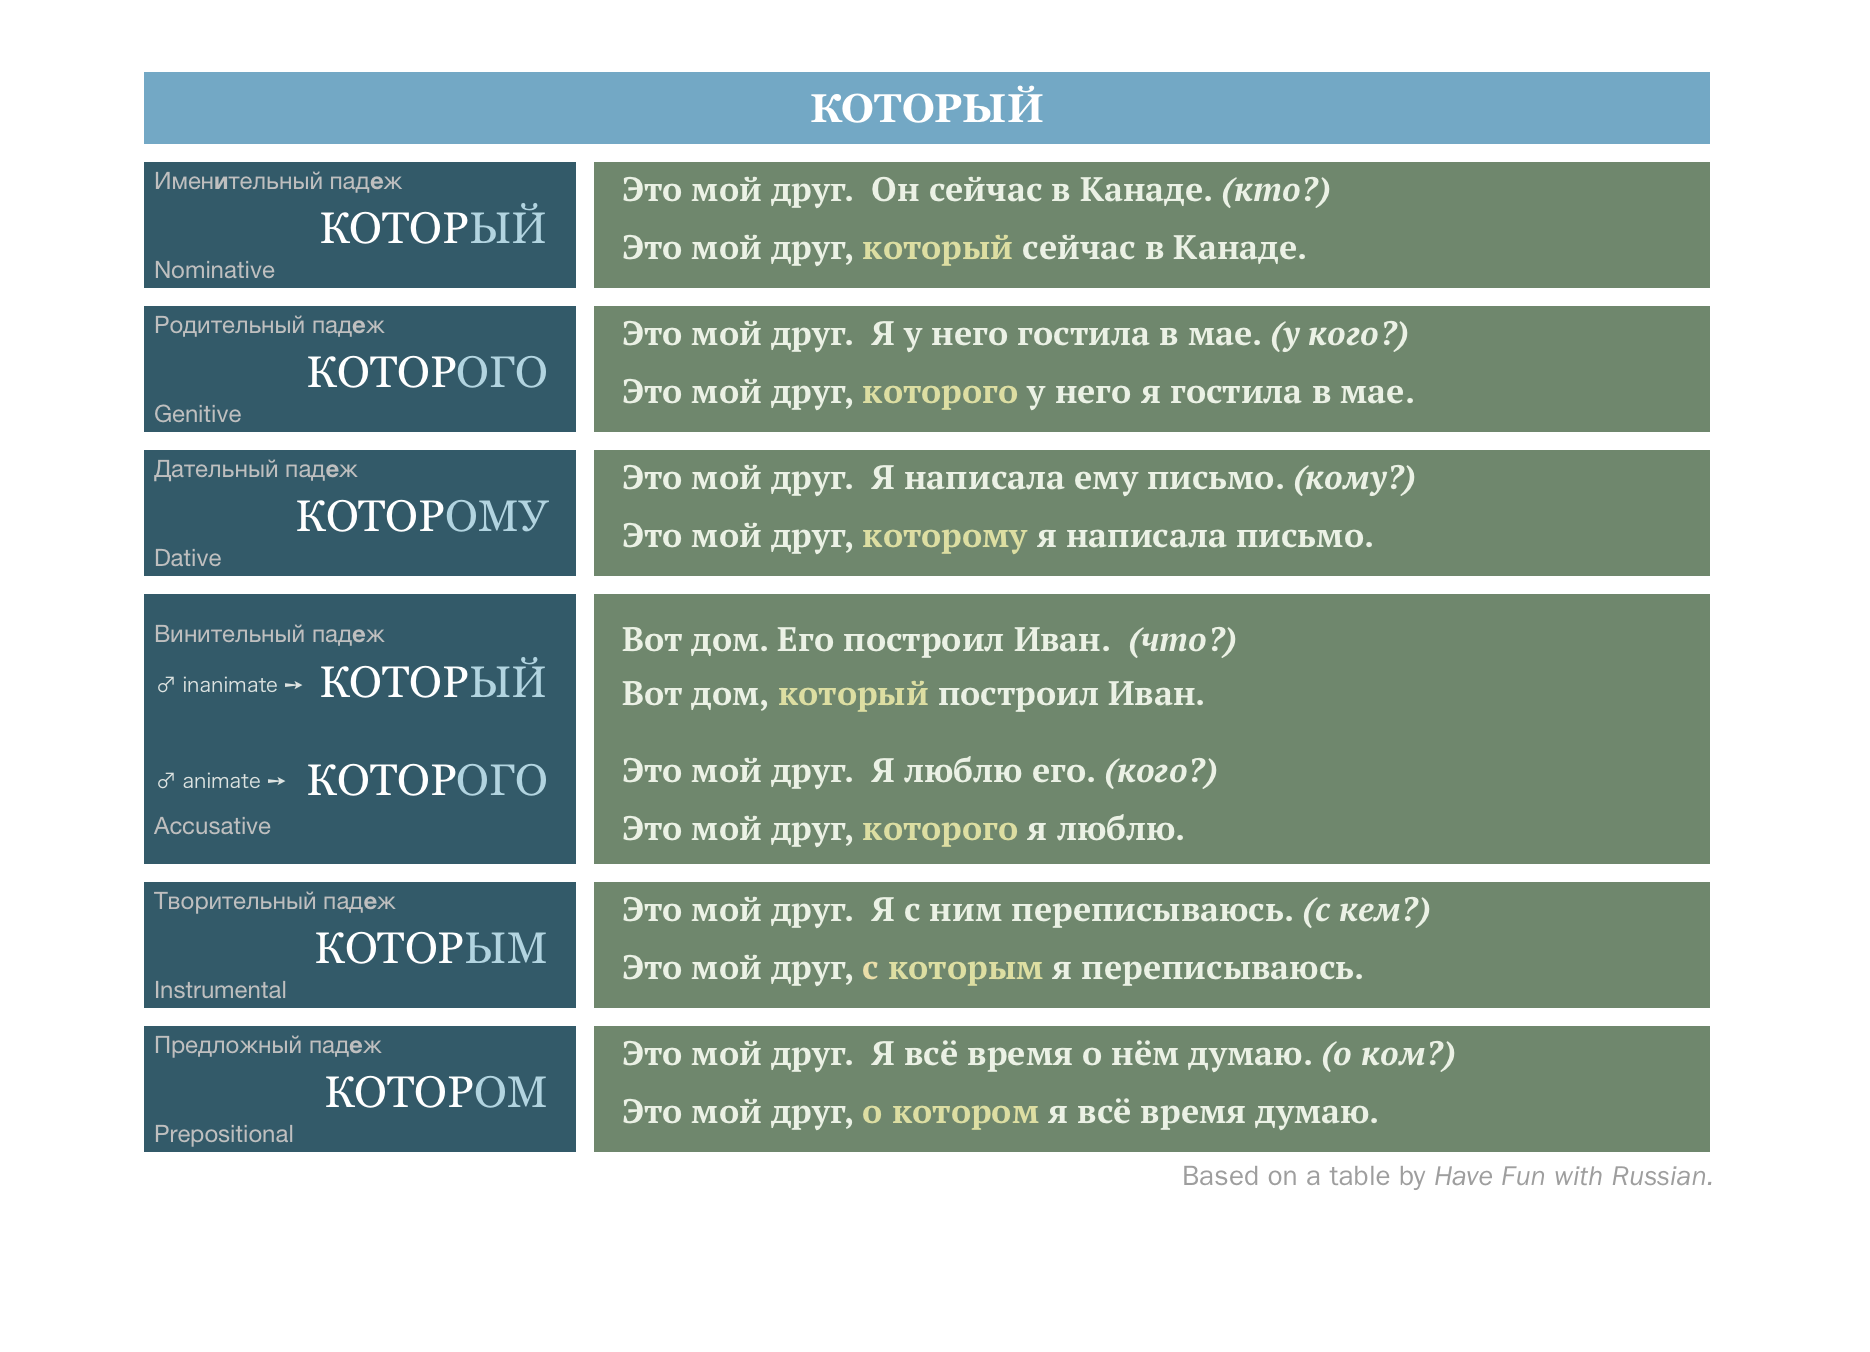 КОТОРЫЙ
Именительный падеж
КОТОРЫЙ
Nominative
Это мой друг. Он сейчас в Канаде. (кто?)
Это мой друг, который сейчас в Канаде.
Родительный падеж
КОТОРОГО
Genitive
Это мой друг. Я у него гостила в мае. (у кого?)
Это мой друг, которого у него я гостила в мае.
Дательный падеж
КОТОРОМУ
Dative
Это мой друг. Я написала ему письмо. (кому?)
Это мой друг, которому я написала письмо.
Винительный падеж
♂ inanimate → КОТОРЫЙ
♂ animate → КОТОРОГО
Accusative
Вот дом. Его построил Иван. (что?)
Вот дом, который построил Иван.
Это мой друг. Я люблю его. (кого?)
Это мой друг, которого я люблю.
Творительный падеж
КОТОРЫМ
Instrumental
Это мой друг. Я с ним переписываюсь. (с кем?)
Это мой друг, с которым я переписываюсь.
Предложный падеж
КОТОРОМ
Prepositional
Это мой друг. Я всё время о нём думаю. (о ком?)
Это мой друг, о котором я всё время думаю.
Based on a table by Have Fun with Russian.